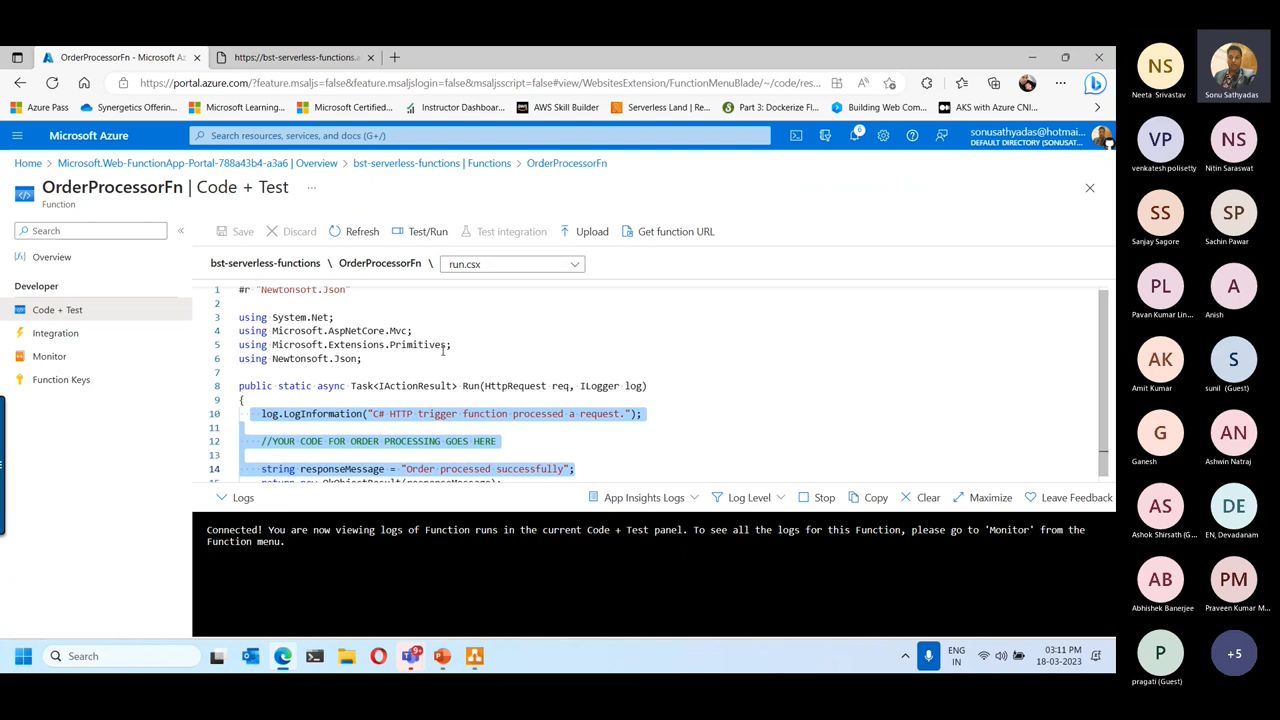 OrderProcessorFn - Microsoft Az
https://bst-serverless-functions.a
https://portal.azure.com/?feature.msaljs=false&feature.msaljslogin=false&msaljsscript=false#view/WebsitesExtension/FunctionMenuBlade/~/code/res...
Azure Pass
Synergetics Offering...
Microsoft Learning...
Microsoft Certified...
Instructor Dashboar...
AWS Skill Builder
Serverless Land | Re...
Part 3: Dockerize Fl...
Building Web Com...
AKS with Azure CNI...
Microsoft Azure
Search resources, services, and docs (G+/)
6
sonusathyadas@hotmai...
DEFAULT DIRECTORY (SONUSAT...
Home > Microsoft.Web-FunctionApp-Portal-788a43b4-a3a6 | Overview > bst-serverless-functions | Functions > OrderProcessorFn
OrderProcessorFn | Code + Test ...
Function
Search
Overview
Developer
Code + Test
Integration
Monitor
Function Keys
Save
Discard
Refresh
Test/Run
Test integration
Upload
Get function URL
bst-serverless-functions \ OrderProcessorFn \ run.csx
1 #r "Newtonsoft.Json"
2
3 using System.Net;
4 using Microsoft.AspNetCore.Mvc;
5 using Microsoft.Extensions.Primitives;
6 using Newtonsoft.Json;
7
8 public static async Task<IActionResult> Run(HttpRequest req, ILogger log)
9 {
10 log.LogInformation("C# HTTP trigger function processed a request.");
11
12 //YOUR CODE FOR ORDER PROCESSING GOES HERE
13
14 string responseMessage = "Order processed successfully";
15 return new OkObjectResult(responseMessage);
Logs
App Insights Logs
Log Level
Stop
Copy
Clear
Maximize
Leave Feedback
Connected! You are now viewing logs of Function runs in the current Code + Test panel. To see all the logs for this Function, please go to 'Monitor' from the
Function menu.
Search
9+
ENG
IN
03:11 PM
18-03-2023
NS
Neeta Srivastav
Sonu Sathyadas
VP
venkatesh polisetty
NS
Nitin Saraswat
SS
Sanjay Sagore
SP
Sachin Pawar
PL
Pavan Kumar Lin...
A
Anish
AK
Amit Kumar
S
sunil (Guest)
G
Ganesh
AN
Ashwin Natraj
AS
Ashok Shirsath (G...
DE
EN, Devadanam
AB
Abhishek Banerjee
PM
Praveen Kumar M...
P
pragati (Guest)
+5